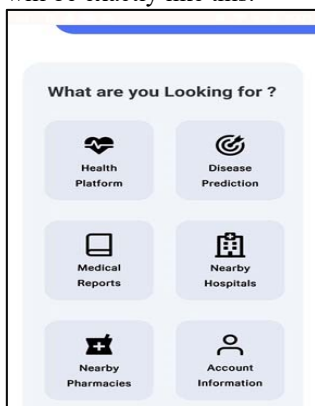 What are you Looking for ?
Health
Platform
Disease
Prediction
Medical
Reports
Nearby
Hospitals
Nearby
Pharmacies
Account
Information